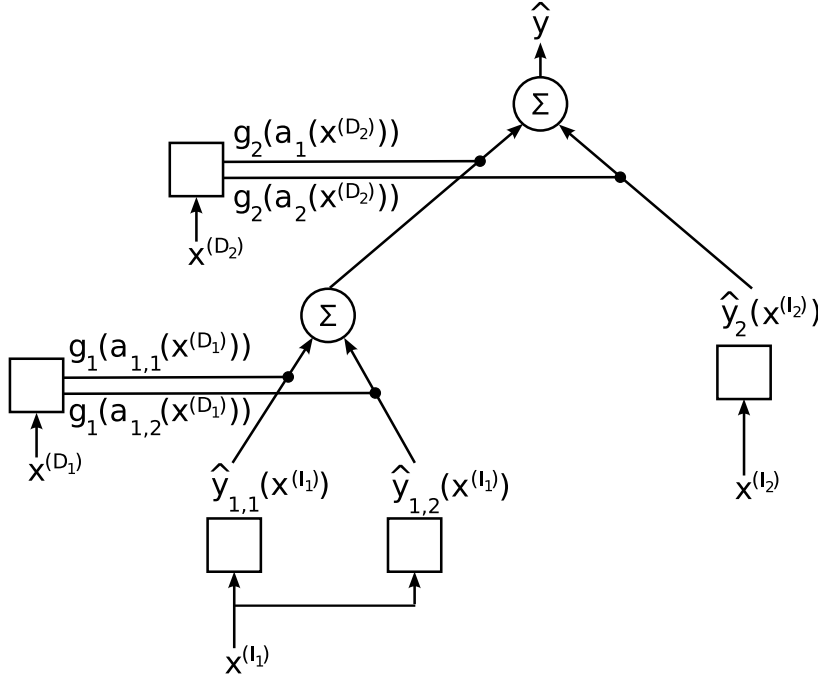 ŷ
Σ
g₂(a₁(x^(D₂)))
g₂(a₂(x^(D₂)))
x^(D₂)
Σ
ŷ₂(x^(I₂))
g₁(a₁,₁(x^(D₁)))
g₁(a₁,₂(x^(D₁)))
x^(D₁)
ŷ₁,₁(x^(I₁))
ŷ₁,₂(x^(I₁))
x^(I₂)
x^(I₁)